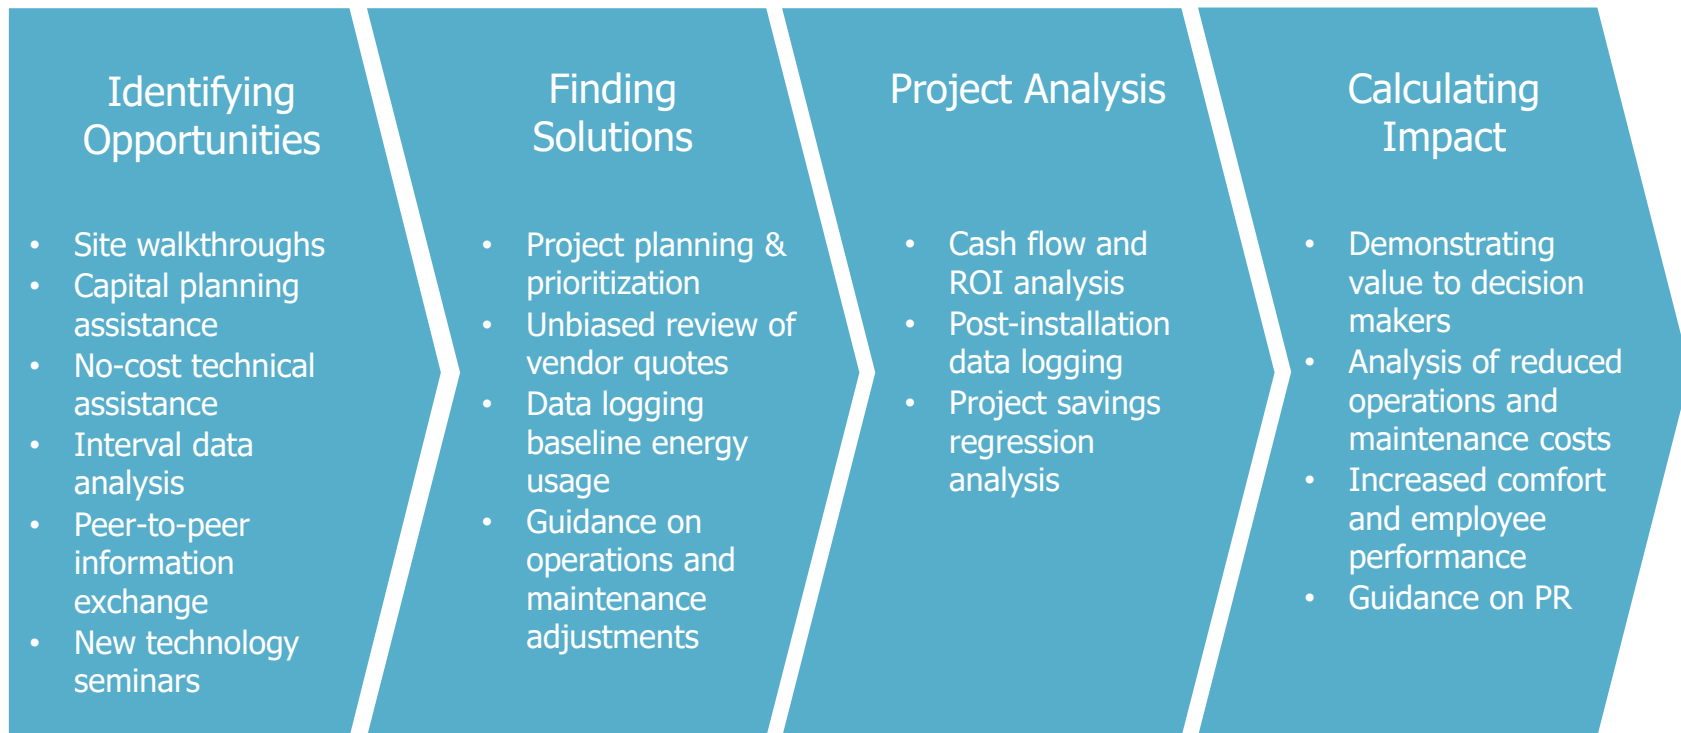 Identifying
Opportunities
• Site walkthroughs
• Capital planning
assistance
• No-cost technical
assistance
• Interval data
analysis
• Peer-to-peer
information
exchange
• New technology
seminars
Finding
Solutions
• Project planning &
prioritization
• Unbiased review of
vendor quotes
• Data logging
baseline energy
usage
• Guidance on
operations and
maintenance
adjustments
Project Analysis
• Cash flow and
ROI analysis
• Post-installation
data logging
• Project savings
regression
analysis
Calculating
Impact
• Demonstrating
value to decision
makers
• Analysis of reduced
operations and
maintenance costs
• Increased comfort
and employee
performance
• Guidance on PR